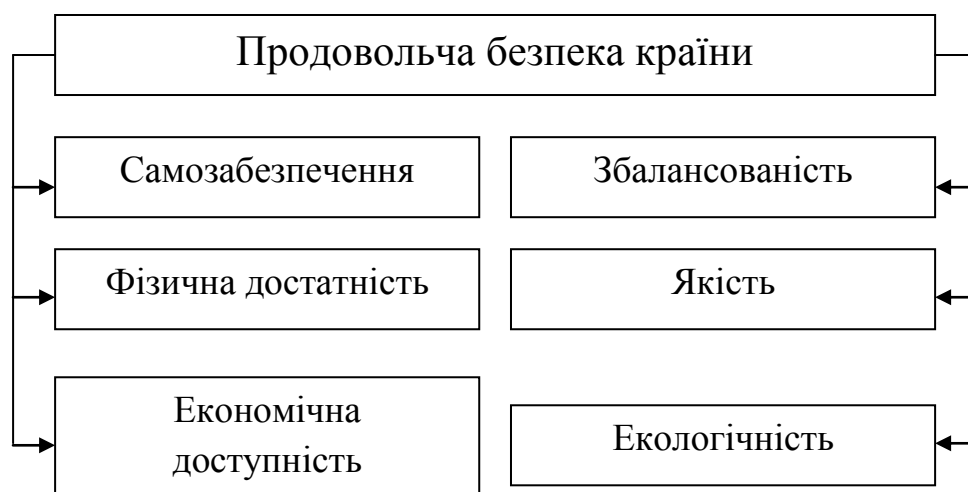 Продовольча безпека країни
Самозабезпечення
Збалансованість
Фізична достатність
Якість
Економічна
доступність
Екологічність